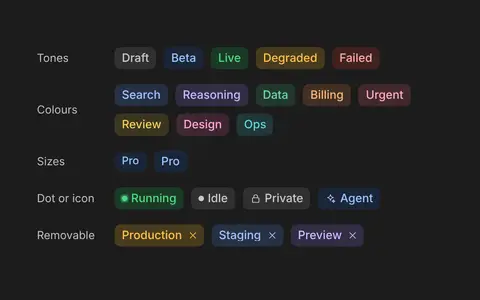 Tones Draft Beta Live Degraded Failed
Colours Search Reasoning Data Billing Urgent
Review Design Ops
Sizes Pro Pro
Dot or icon Running Idle Private Agent
Removable Production × Staging × Preview ×